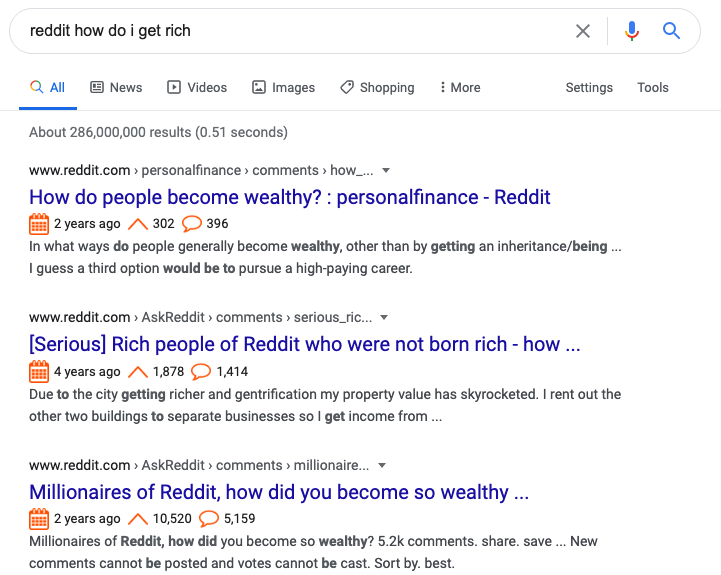 reddit how do i get rich
All News Videos Images Shopping More Settings Tools
About 286,000,000 results (0.51 seconds)
www.reddit.com › personalfinance › comments › how_...
How do people become wealthy? : personalfinance - Reddit
2 years ago 302 396
In what ways do people generally become wealthy, other than by getting an inheritance/being ...
I guess a third option would be to pursue a high-paying career.
www.reddit.com › AskReddit › comments › serious_ric...
[Serious] Rich people of Reddit who were not born rich - how ...
4 years ago 1,878 1,414
Due to the city getting richer and gentrification my property value has skyrocketed. I rent out the
other two buildings to separate businesses so I get income from ...
www.reddit.com › AskReddit › comments › millionaire...
Millionaires of Reddit, how did you become so wealthy ...
2 years ago 10,520 5,159
Millionaires of Reddit, how did you become so wealthy? 5.2k comments. share. save ... New
comments cannot be posted and votes cannot be cast. Sort by. best.